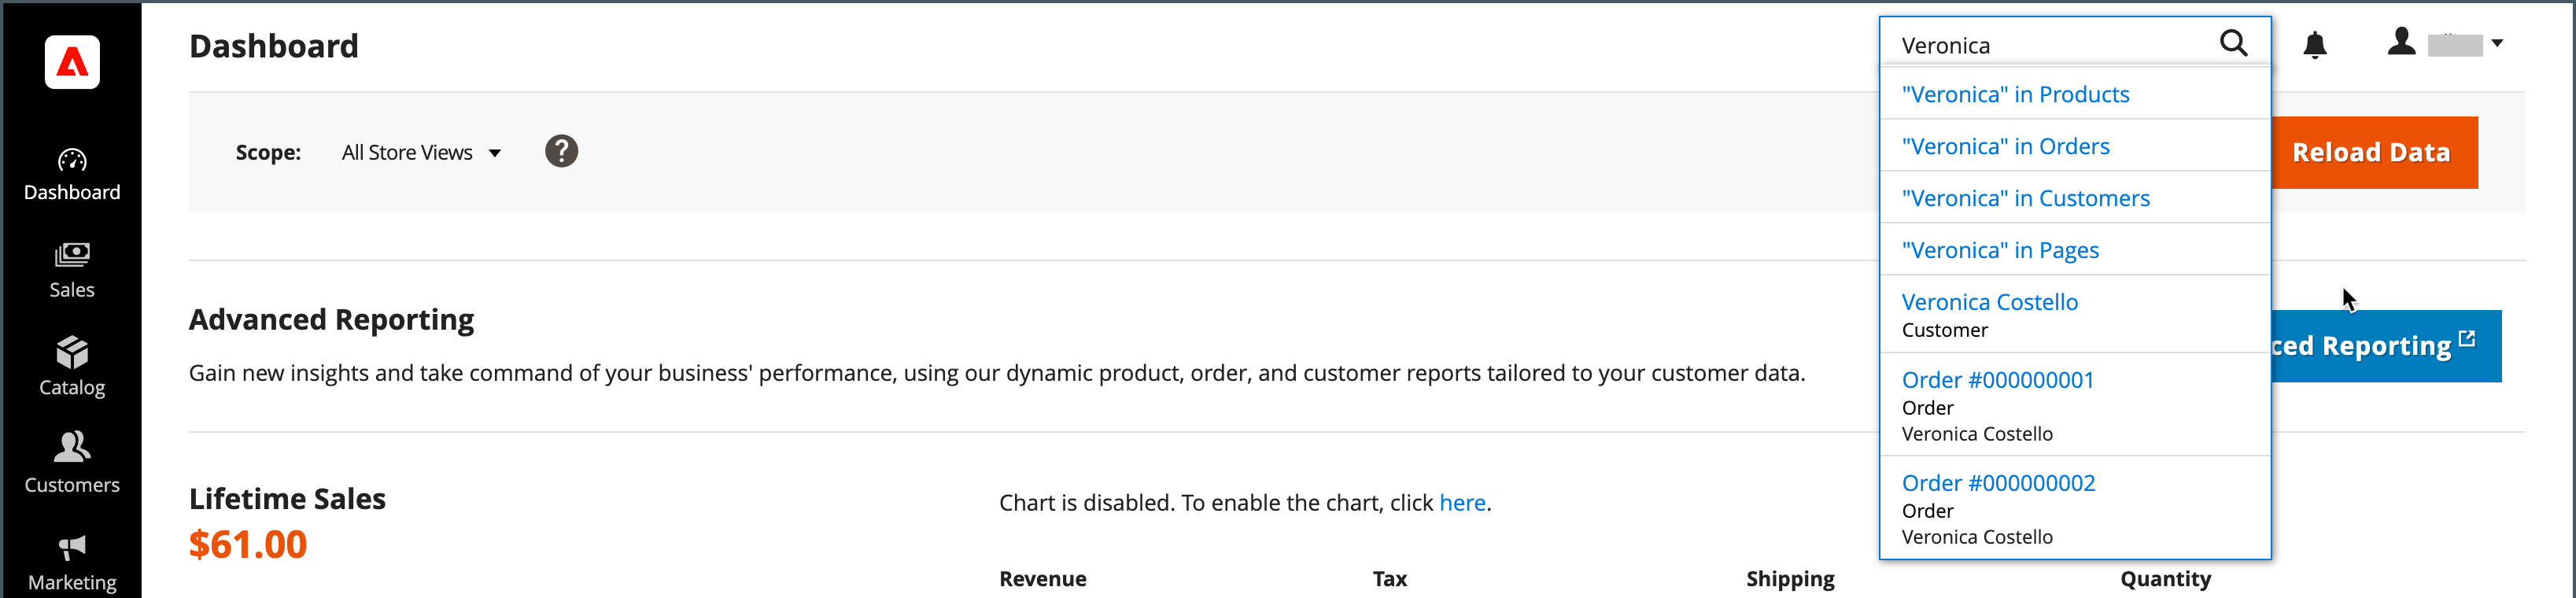 Dashboard
Sales
Catalog
Customers
Marketing
Dashboard
Veronica
"Veronica" in Products
"Veronica" in Orders
"Veronica" in Customers
"Veronica" in Pages
Veronica Costello
Customer
Order #000000001
Order
Veronica Costello
Order #000000002
Order
Veronica Costello
Scope: All Store Views ?
Reload Data
Advanced Reporting
Gain new insights and take command of your business' performance, using our dynamic product, order, and customer reports tailored to your customer data.
ced Reporting
Lifetime Sales
$61.00
Chart is disabled. To enable the chart, click here.
Revenue Tax Shipping Quantity